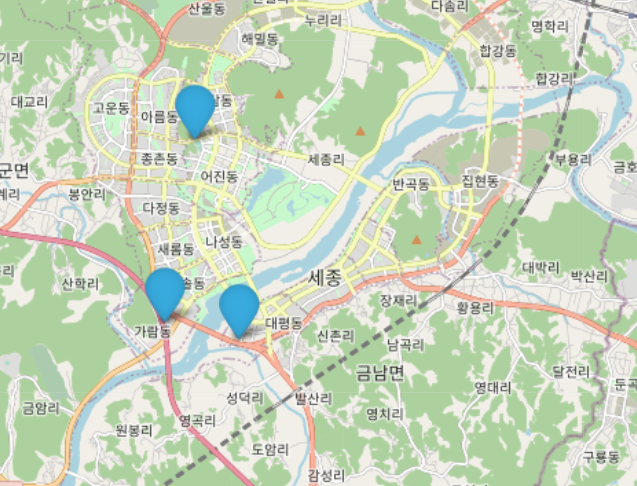 산울동
누리리
다솜리
해밀동
명학리
합강동
합강리
대교리
고운동
아름동
종촌동
세종리
부용리
금호
군면
어진동
반곡동
집현동
봉안리
다정동
나성동
새롬동
세종
대박리
박산리
산학리
장재리
황용리
가람동
대평동
신촌리
남곡리
금남면
달전리
영대리
둔곡
성덕리
발산리
금암리
영곡리
영치리
원봉리
도암리
구룡동
감성리